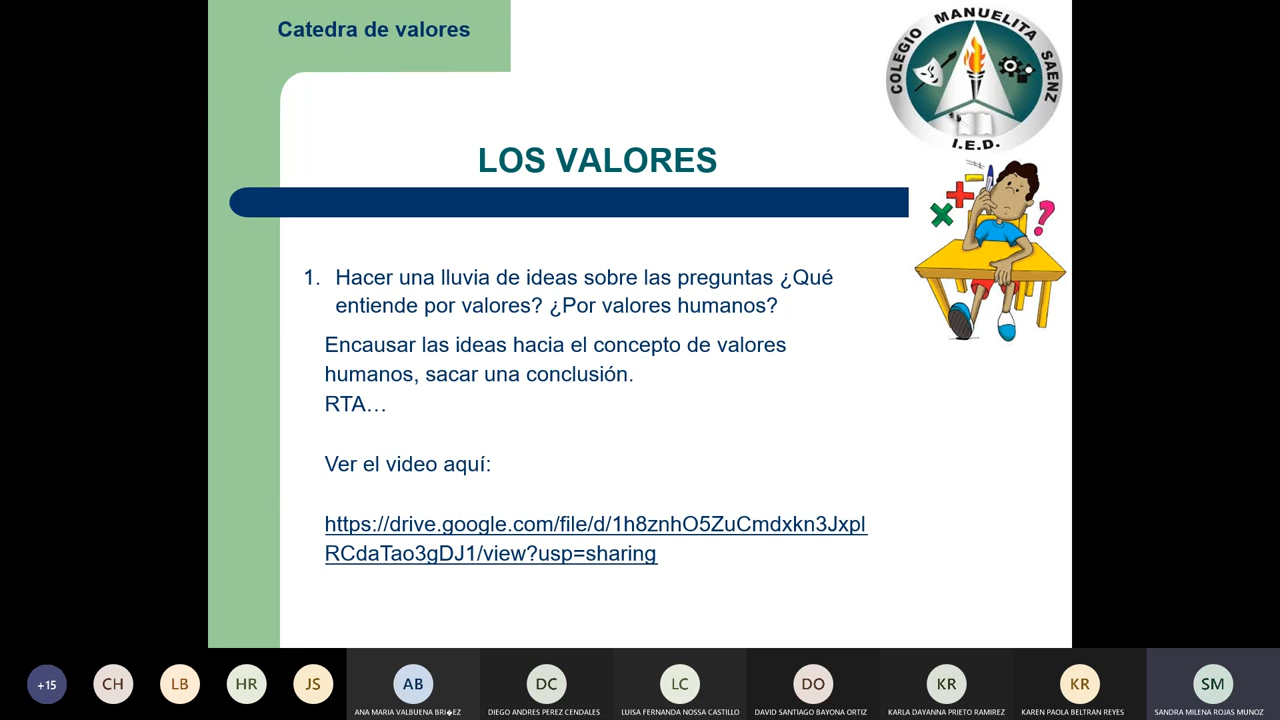 Catedra de valores
COLEGIO MANUELITA SAENZ
I.E.D.
LOS VALORES
1. Hacer una lluvia de ideas sobre las preguntas ¿Qué
entiende por valores? ¿Por valores humanos?
Encausar las ideas hacia el concepto de valores
humanos, sacar una conclusión.
RTA…
Ver el video aquí:
https://drive.google.com/file/d/1h8znhO5ZuCmdxkn3Jxpl
RCdaTao3gDJ1/view?usp=sharing
+15 CH LB HR JS AB DC LC DO KR KR SM
ANA MARIA VALBUENA BRI�EZ DIEGO ANDRES PEREZ CENDALES LUISA FERNANDA NOSSA CASTILLO DAVID SANTIAGO BAYONA ORTIZ KARLA DAYANNA PRIETO RAMIREZ KAREN PAOLA BELTRAN REYES SANDRA MILENA ROJAS MUNOZ